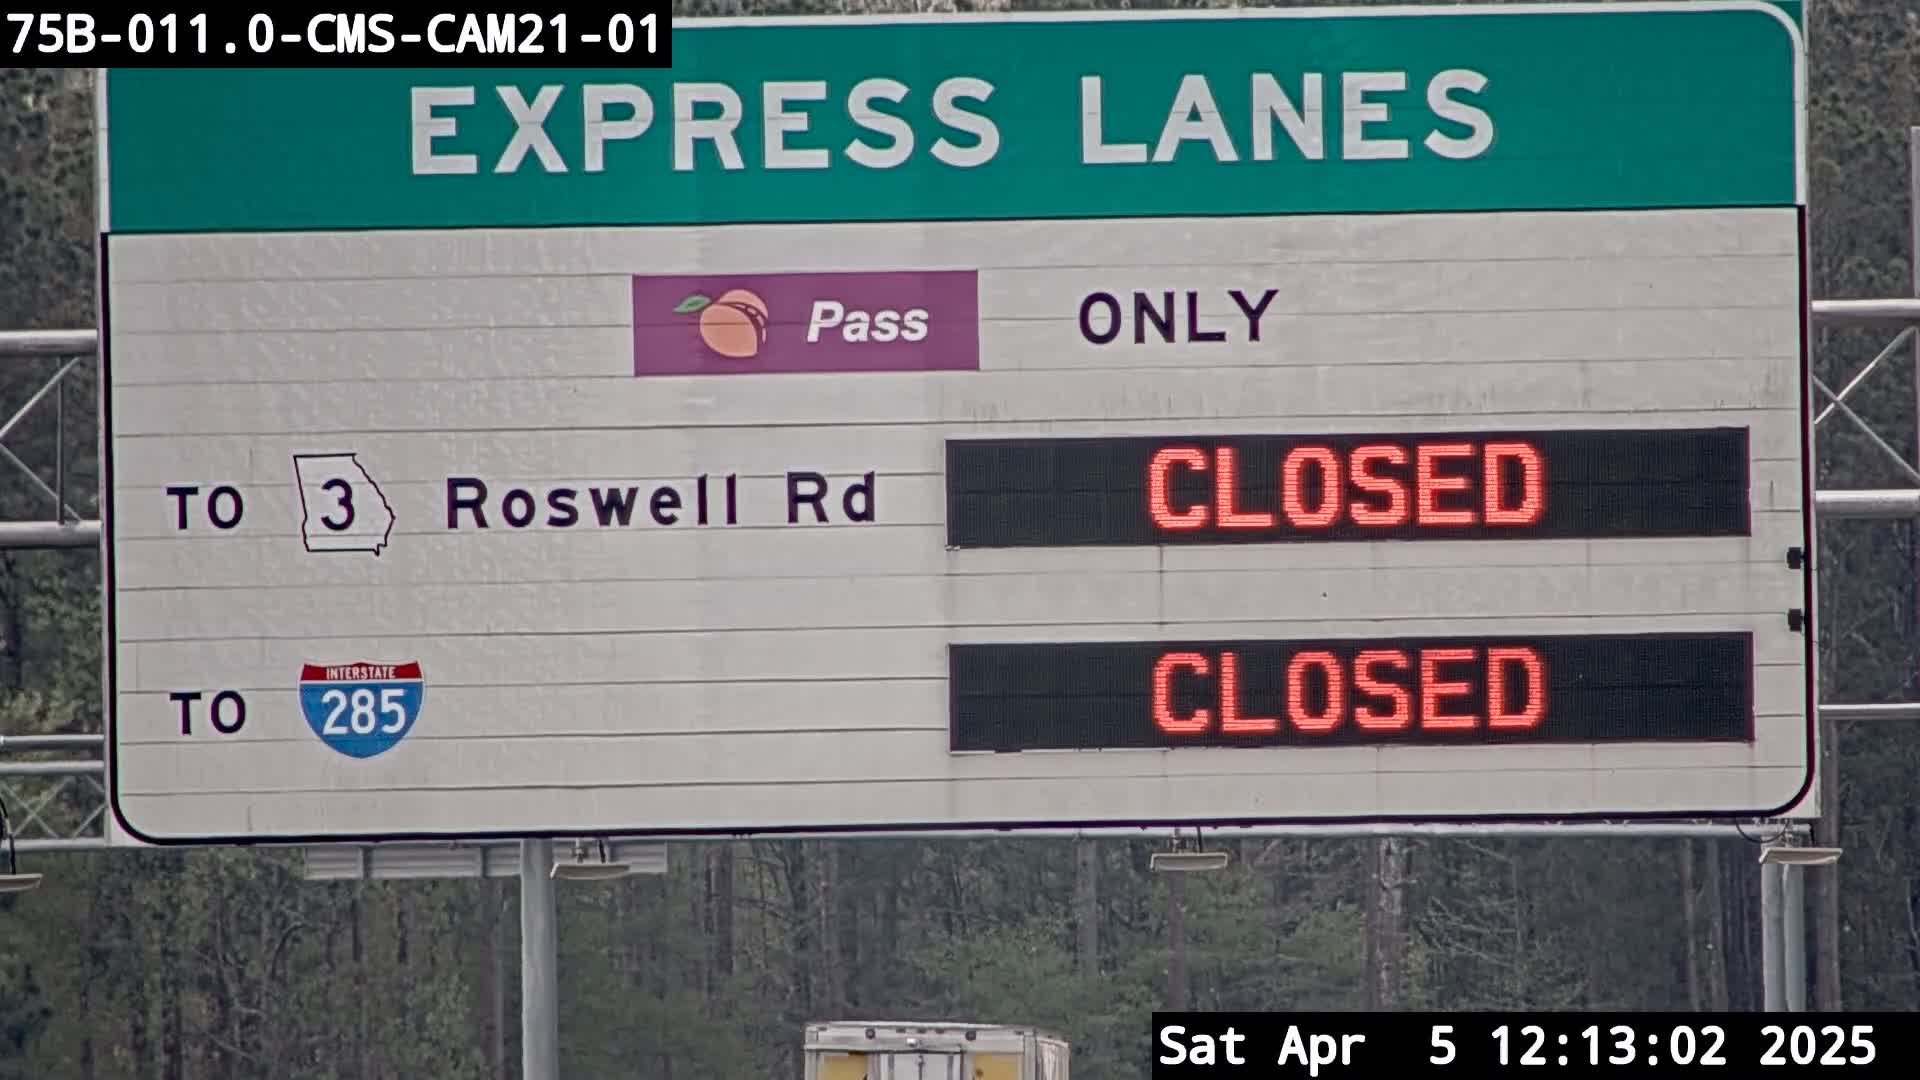 75B-011.0-CMS-CAM21-01
EXPRESS LANES
Pass ONLY
TO 3 Roswell Rd CLOSED
INTERSTATE
TO 285 CLOSED
Sat Apr 5 12:13:02 2025